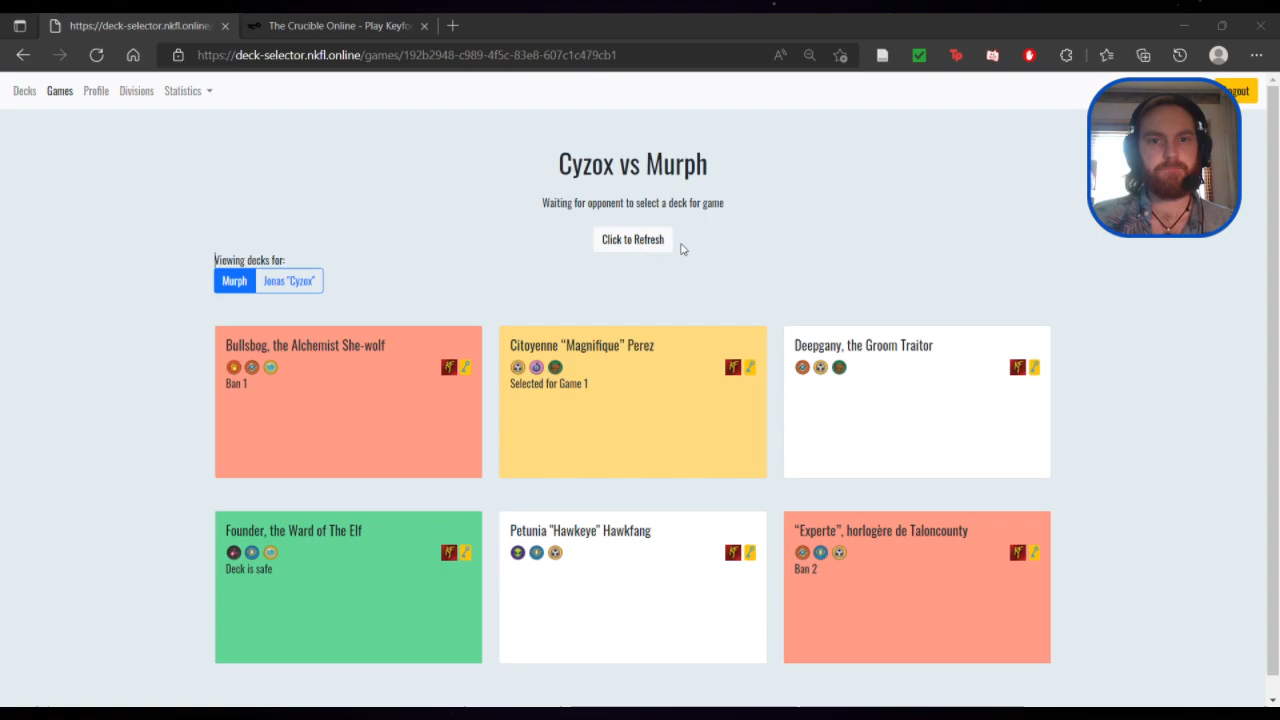 https://deck-selector.nkfl.online/
The Crucible Online - Play Keyfor
https://deck-selector.nkfl.online/games/192b2948-c989-4f5c-83e8-607c1c479cb1
Decks Games Profile Divisions Statistics
Cyzox vs Murph
Waiting for opponent to select a deck for game
Click to Refresh
Viewing decks for:
Murph Jonas "Cyzox"
Bullsbog, the Alchemist She-wolf
Ban 1
Citoyenne “Magnifique” Perez
Selected for Game 1
Deepgany, the Groom Traitor
Founder, the Ward of The Elf
Deck is safe
Petunia "Hawkeye" Hawkfang
“Experte”, horlogère de Taloncounty
Ban 2